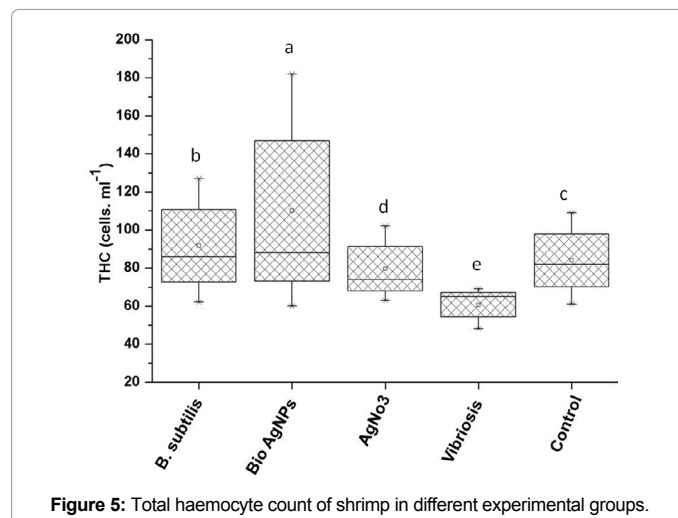 200
180
160
140
120
100
80
60
40
20
THC (cells. ml⁻¹)
b
a
d
e
c
B. subtilis
Bio AgNPs
AgNo3
Vibriosis
Control
Figure 5: Total haemocyte count of shrimp in different experimental groups.